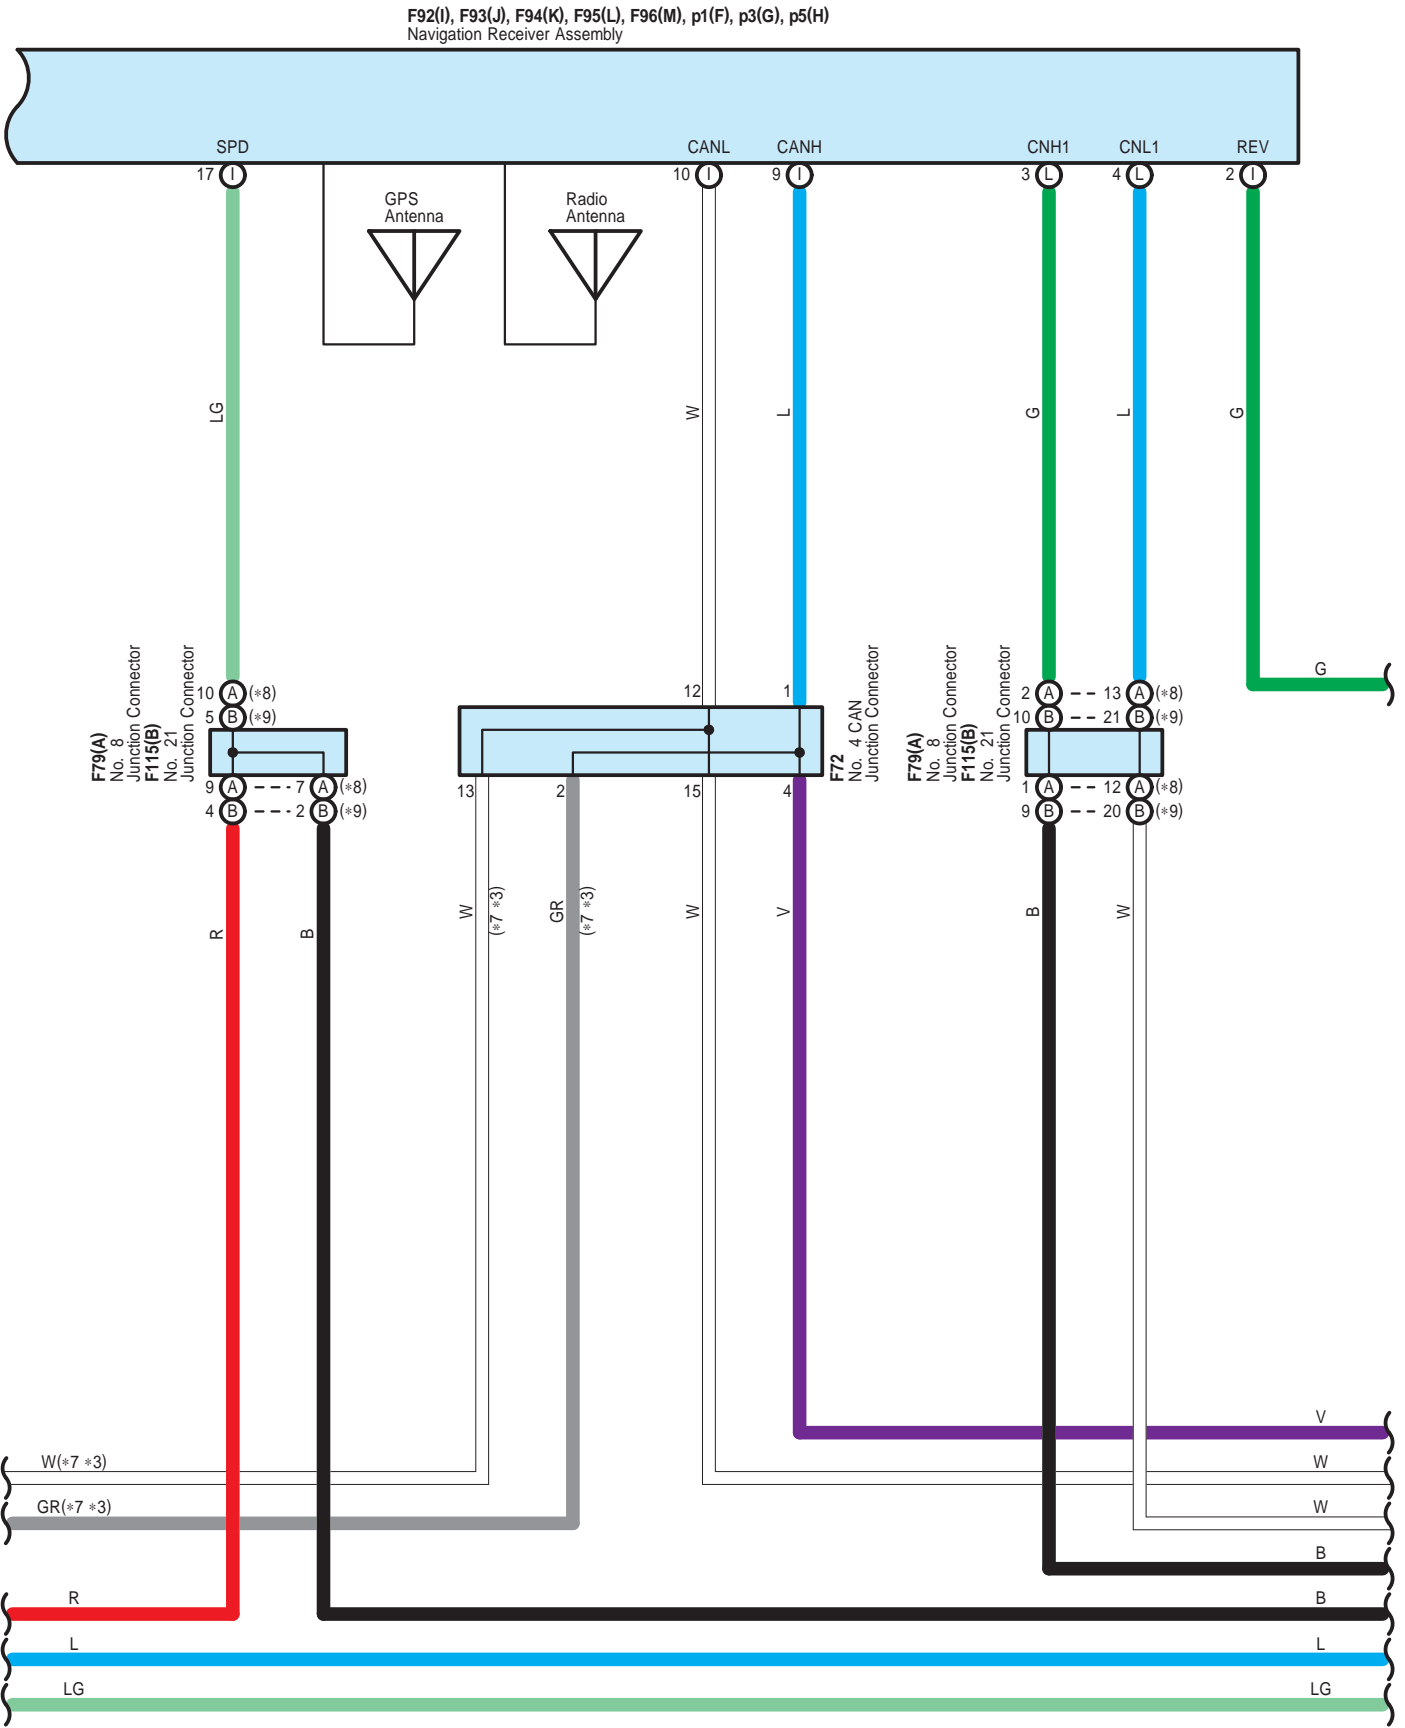 F92(I), F93(J), F94(K), F95(L), F96(M), p1(F), p3(G), p5(H)
Navigation Receiver Assembly
SPD CANL CANH CNH1 CNL1 REV
17 I 10 I 9 I 3 L 4 L 2 I
GPS
Antenna
Radio
Antenna
LG W L G L G
F79(A)
No. 8
Junction Connector
F115(B)
No. 21
Junction Connector
10 A (*8)
5 B (*9)
9 A 7 A (*8)
4 B 2 B (*9)
12 1
13 2 15 4
F72
No. 4 CAN
Junction Connector
F79(A)
No. 8
Junction Connector
F115(B)
No. 21
Junction Connector
2 A 13 A (*8)
10 B 21 B (*9)
1 A 12 A (*8)
9 B 20 B (*9)
G
R B W (*7 *3) GR (*7 *3) W V B W
V
W(*7 *3) W
GR(*7 *3) W
B
R B
L L
LG LG